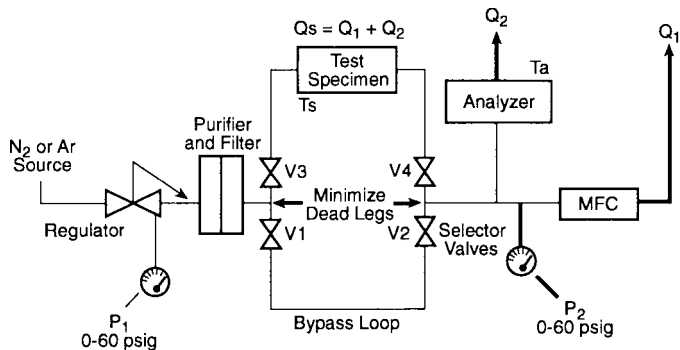 Qs = Q1 + Q2
Q2
Q1
Test
Specimen
Ts
Ta
Analyzer
Purifier
and Filter
N2 or Ar
Source
V3
V4
Minimize
Dead Legs
MFC
Regulator
V1
V2
Selector
Valves
P1
0-60 psig
Bypass Loop
P2
0-60 psig